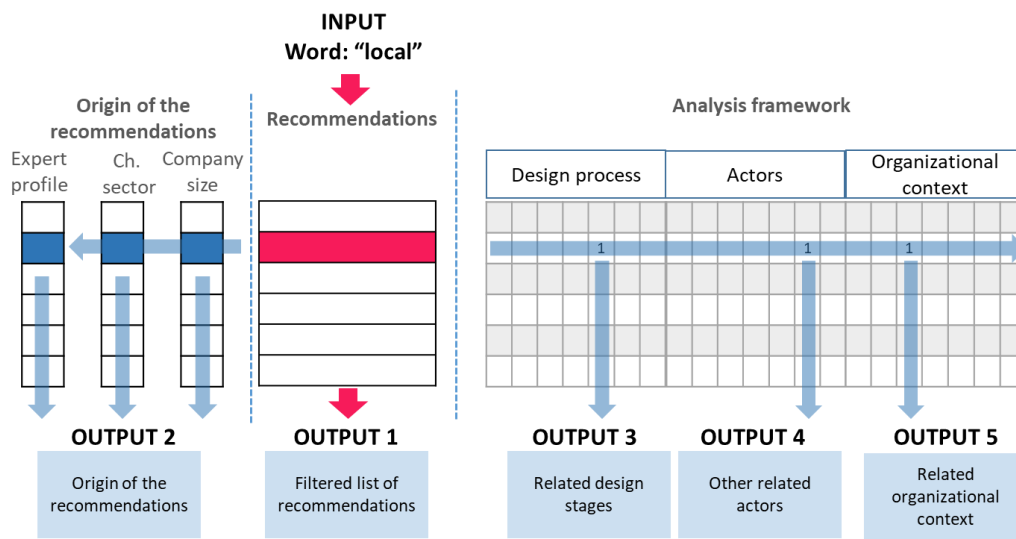 INPUT
Word: “local”
Origin of the
recommendations
Recommendations
Analysis framework
Expert
profile
Ch.
sector
Company
size
Design process
Actors
Organizational
context
1
1
1
OUTPUT 2
OUTPUT 1
OUTPUT 3
OUTPUT 4
OUTPUT 5
Origin of the
recommendations
Filtered list of
recommendations
Related design
stages
Other related
actors
Related
organizational
context